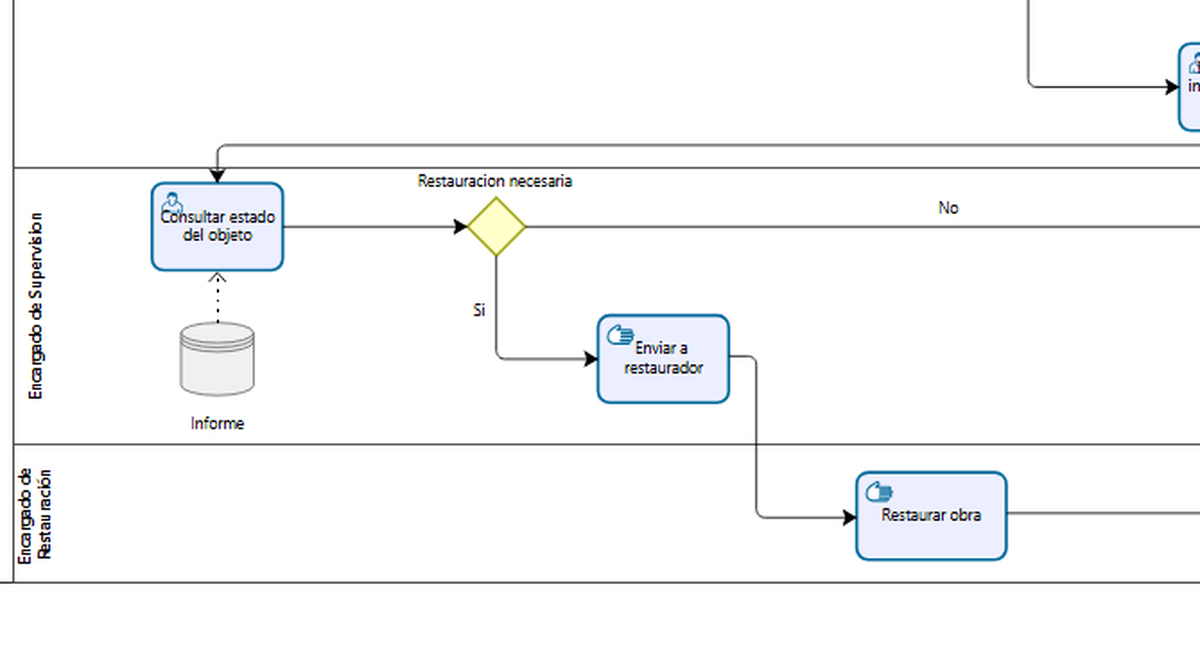 in
Restauracion necesaria
Consultar estado
del objeto
No
Encargado de Supervision
Si
Enviar a
restaurador
Informe
Encargado de
Restauración
Restaurar obra